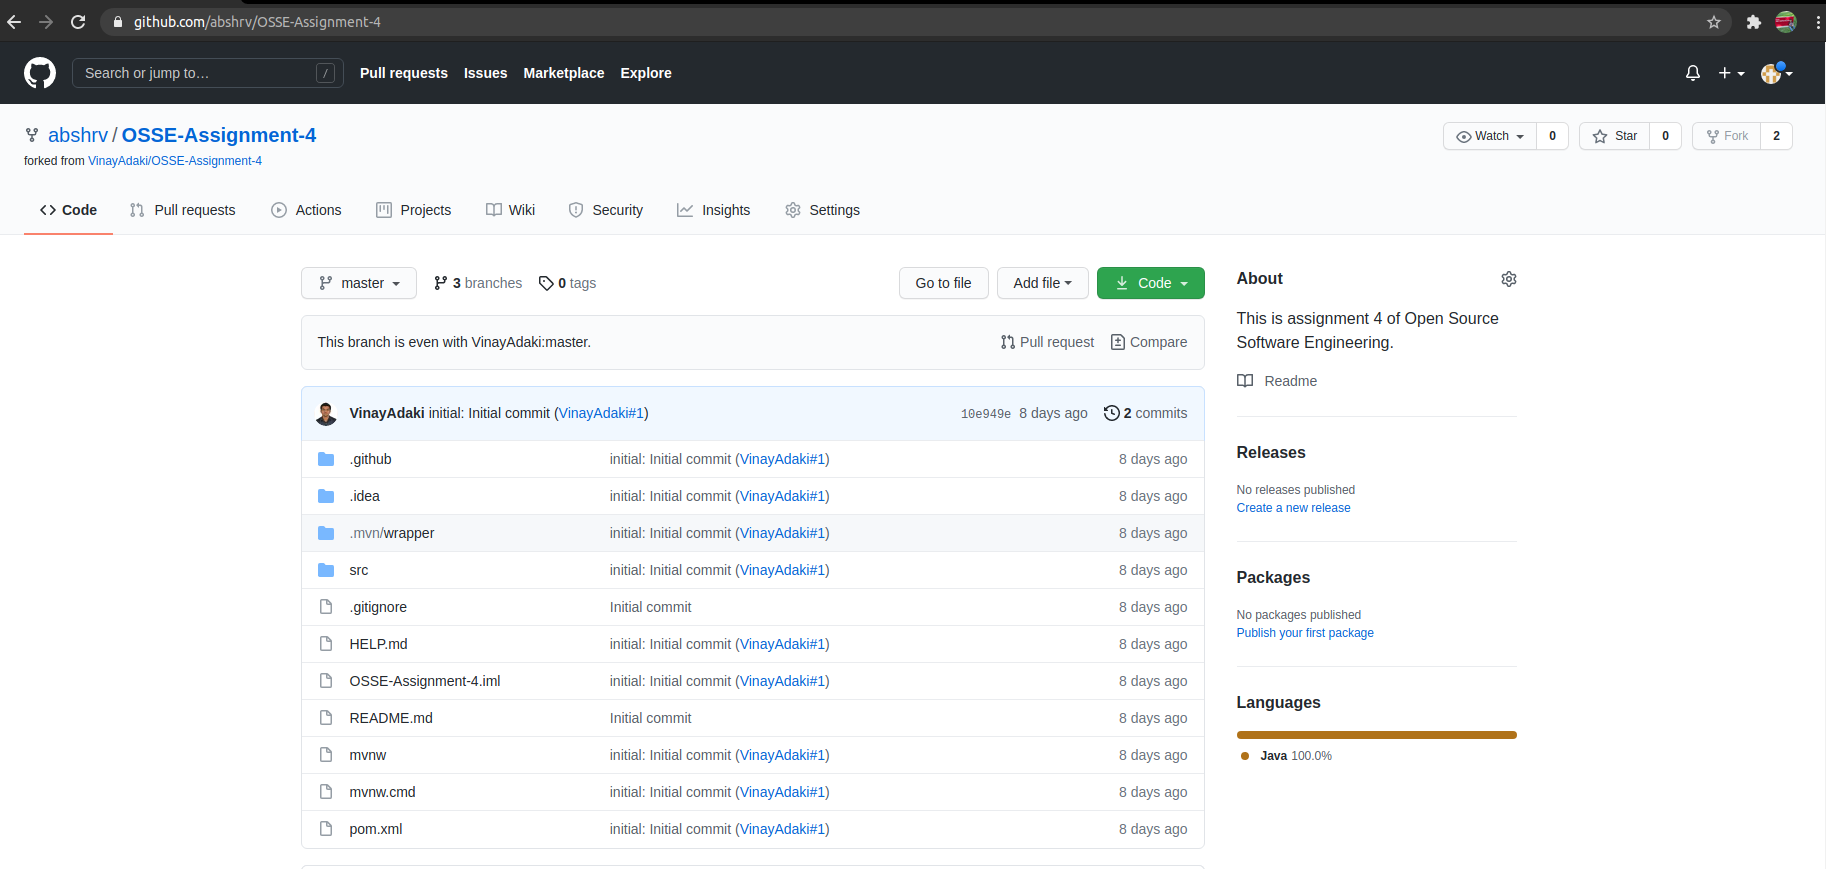 github.com/abshrv/OSSE-Assignment-4
Search or jump to… / Pull requests Issues Marketplace Explore
abshrv / OSSE-Assignment-4 Watch 0 Star 0 Fork 2
forked from VinayAdaki/OSSE-Assignment-4
Code Pull requests Actions Projects Wiki Security Insights Settings
master 3 branches 0 tags Go to file Add file Code
This branch is even with VinayAdaki:master. Pull request Compare
VinayAdaki initial: Initial commit (VinayAdaki#1) 10e949e 8 days ago 2 commits
.github initial: Initial commit (VinayAdaki#1) 8 days ago
.idea initial: Initial commit (VinayAdaki#1) 8 days ago
.mvn/wrapper initial: Initial commit (VinayAdaki#1) 8 days ago
src initial: Initial commit (VinayAdaki#1) 8 days ago
.gitignore Initial commit 8 days ago
HELP.md initial: Initial commit (VinayAdaki#1) 8 days ago
OSSE-Assignment-4.iml initial: Initial commit (VinayAdaki#1) 8 days ago
README.md Initial commit 8 days ago
mvnw initial: Initial commit (VinayAdaki#1) 8 days ago
mvnw.cmd initial: Initial commit (VinayAdaki#1) 8 days ago
pom.xml initial: Initial commit (VinayAdaki#1) 8 days ago
About
This is assignment 4 of Open Source
Software Engineering.
Readme
Releases
No releases published
Create a new release
Packages
No packages published
Publish your first package
Languages
Java 100.0%